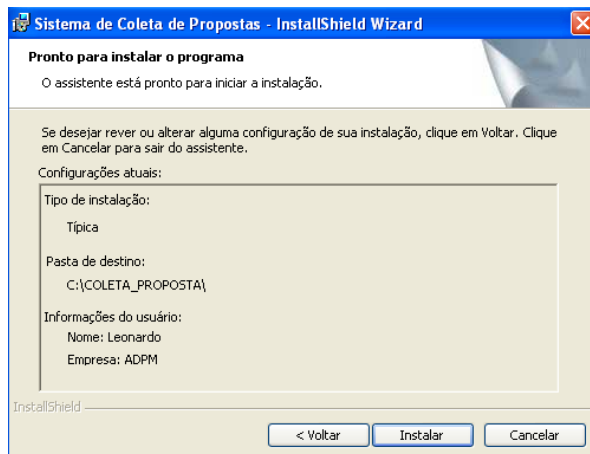 Sistema de Coleta de Propostas - InstallShield Wizard
Pronto para instalar o programa
O assistente está pronto para iniciar a instalação.
Se desejar rever ou alterar alguma configuração de sua instalação, clique em Voltar. Clique
em Cancelar para sair do assistente.
Configurações atuais:
Tipo de instalação:
Típica
Pasta de destino:
C:\COLETA_PROPOSTA\
Informações do usuário:
Nome: Leonardo
Empresa: ADPM
InstallShield
< Voltar
Instalar
Cancelar